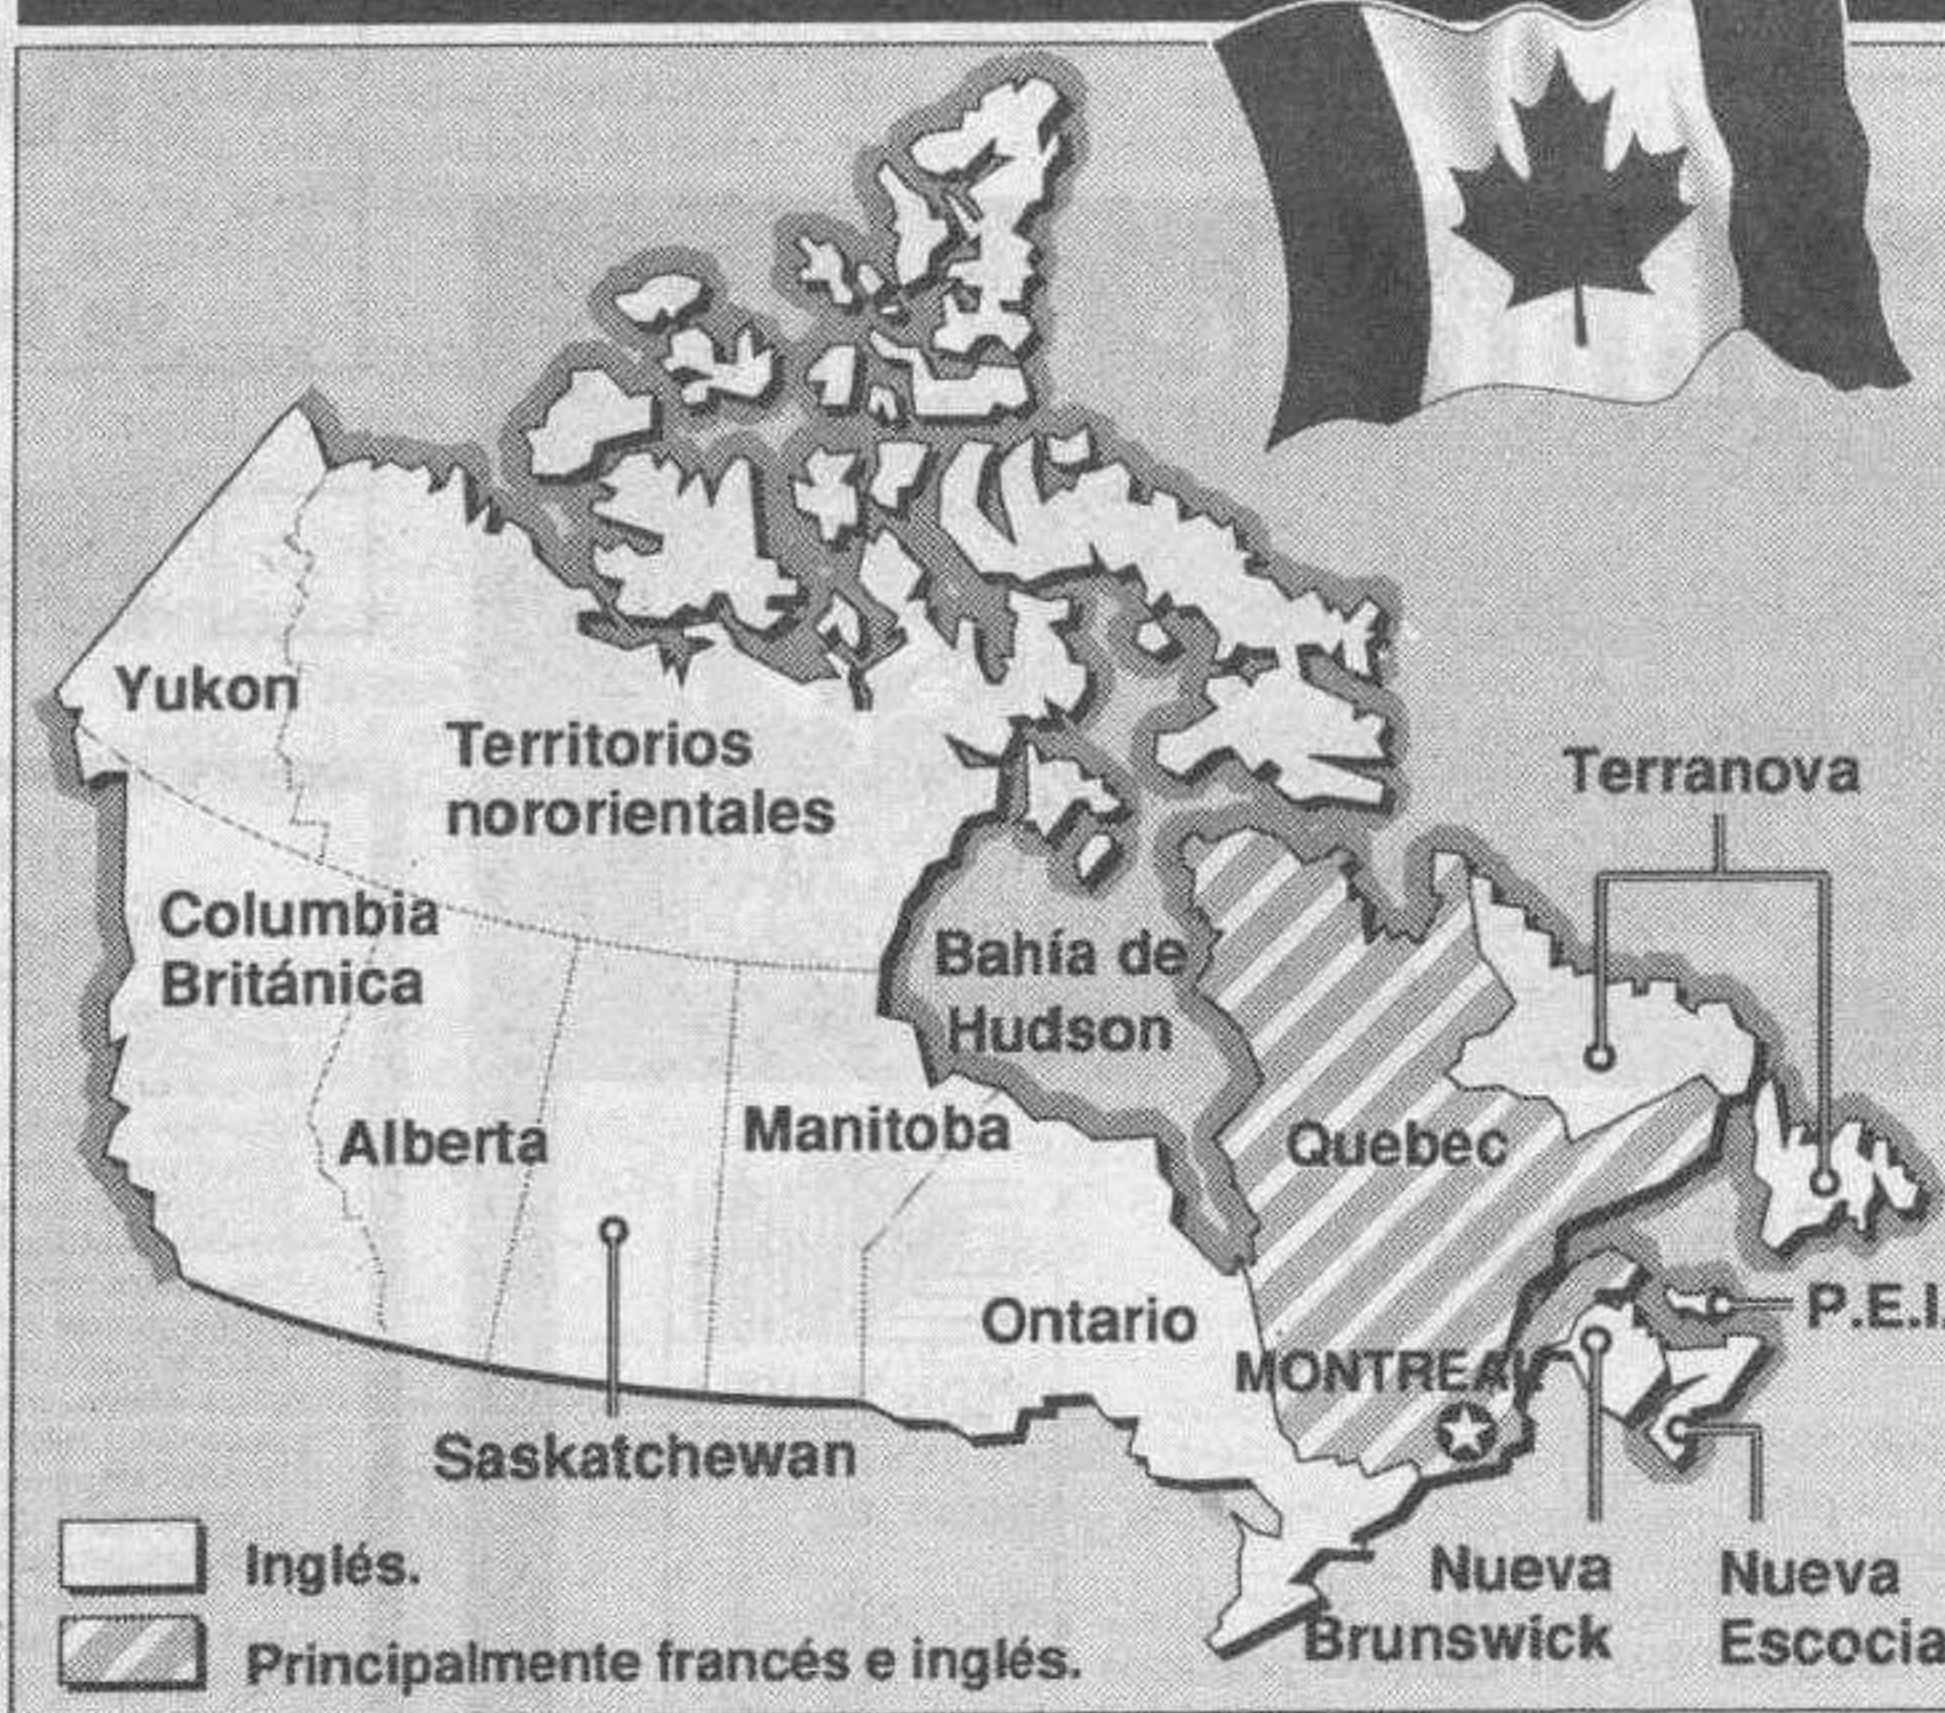 Yukon
Territorios
nororientales
Terranova
Columbia
Británica
Bahía de
Hudson
Alberta
Manitoba
Quebec
Ontario
P.E.I.
MONTREAL
Saskatchewan
Inglés.
Principalmente francés e inglés.
Nueva
Brunswick
Nueva
Escocia